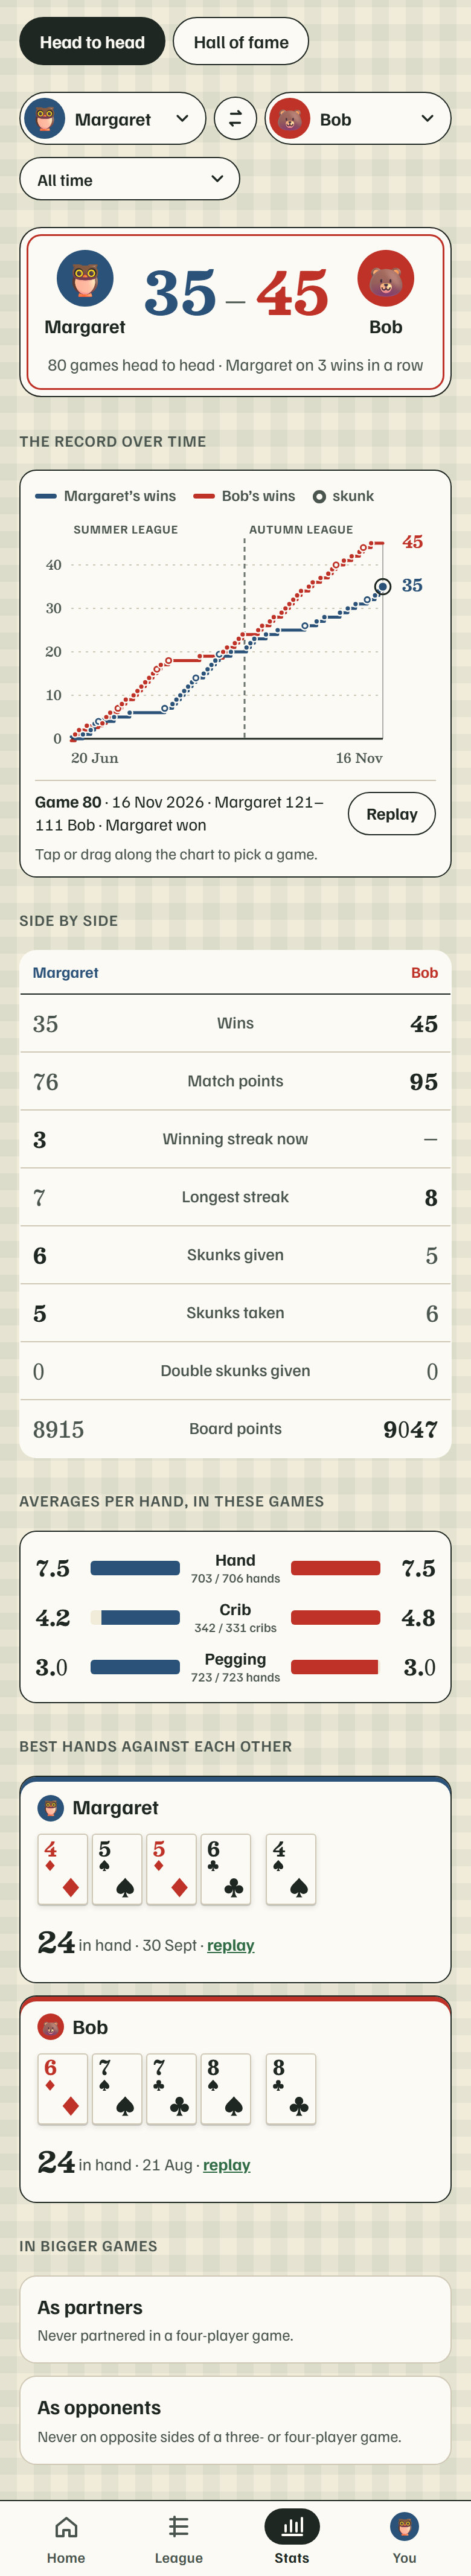 Head to head
Hall of fame
Margaret
Bob
All time
35 – 45
Margaret
Bob
80 games head to head · Margaret on 3 wins in a row
THE RECORD OVER TIME
Margaret's wins
Bob's wins
skunk
SUMMER LEAGUE
AUTUMN LEAGUE
45
35
40
30
20
10
0
20 Jun
16 Nov
Game 80 · 16 Nov 2026 · Margaret 121–
111 Bob · Margaret won
Replay
Tap or drag along the chart to pick a game.
SIDE BY SIDE
Margaret Bob
35 Wins 45
76 Match points 95
3 Winning streak now –
7 Longest streak 8
6 Skunks given 5
5 Skunks taken 6
0 Double skunks given 0
8915 Board points 9047
AVERAGES PER HAND, IN THESE GAMES
7.5 Hand 7.5
703 / 706 hands
4.2 Crib 4.8
342 / 331 cribs
3.0 Pegging 3.0
723 / 723 hands
BEST HANDS AGAINST EACH OTHER
Margaret
4♦ 5♠ 5♦ 6♣ 4♠
24 in hand · 30 Sept · replay
Bob
6♦ 7♠ 7♣ 8♠ 8♣
24 in hand · 21 Aug · replay
IN BIGGER GAMES
As partners
Never partnered in a four-player game.
As opponents
Never on opposite sides of a three- or four-player game.
Home
League
Stats
You